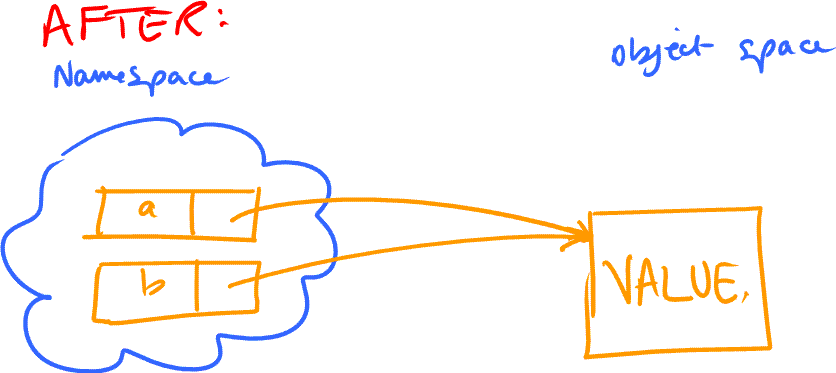 AFTER:
Namespace
object space
a
b
VALUE.